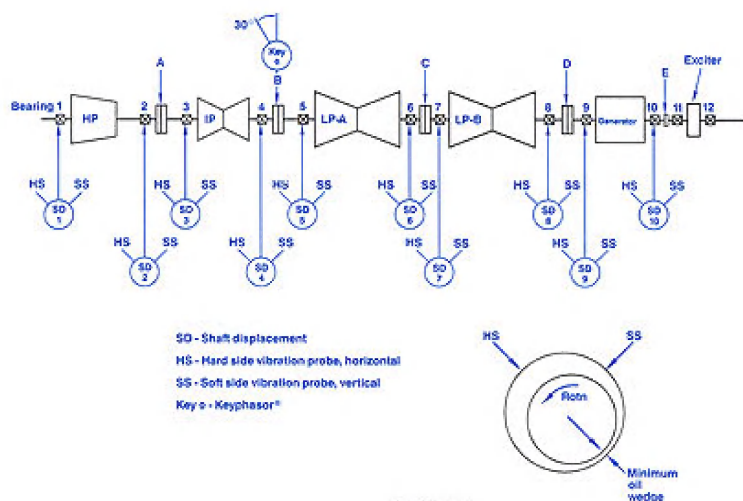 30°
Key
ø
A
B
C
D
E
Exciter
Bearing 1
2
3
4
5
6
7
8
9
10
11
12
HP
IP
LP-A
LP-B
Generator
HS
SS
SD
1
HS
SS
SD
3
HS
SS
SD
5
HS
SS
SD
6
HS
SS
SD
8
HS
SS
SD
10
HS
SS
SD
2
HS
SS
SD
4
HS
SS
SD
7
HS
SS
SD
9
SD - Shaft displacement
HS - Hard side vibration probe, horizontal
SS - Soft side vibration probe, vertical
Key ø - Keyphasor®
HS
SS
Rotn
Minimum
oil
wedge